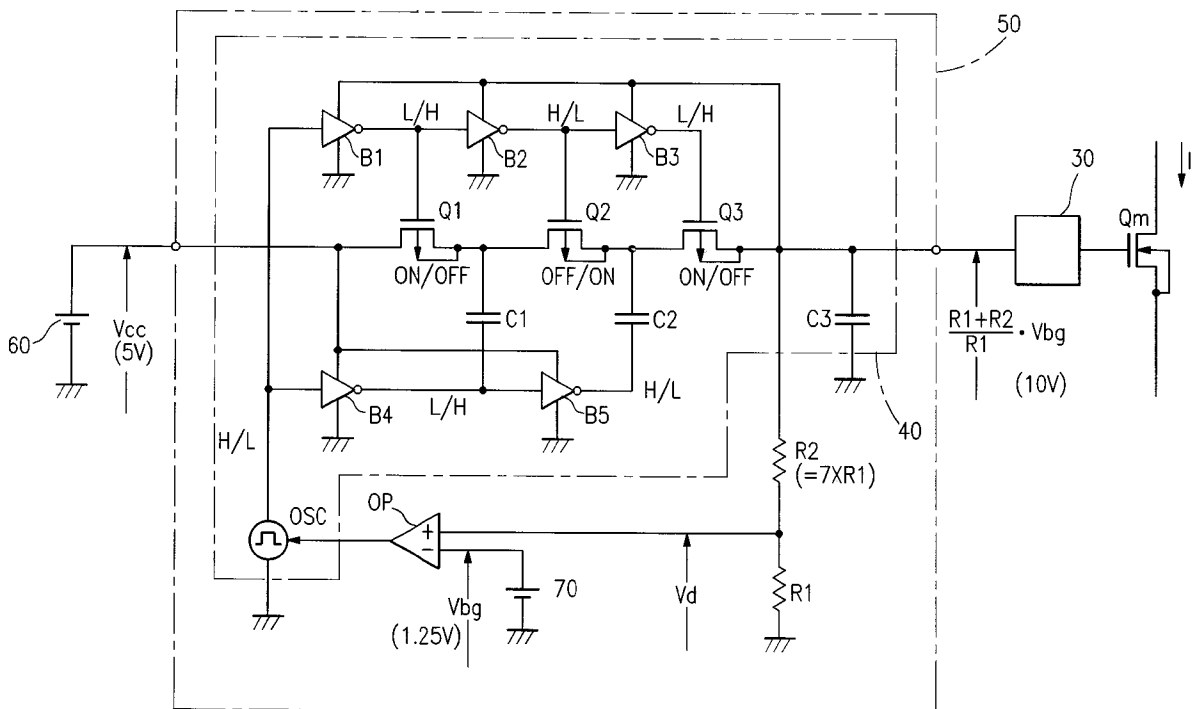 50
L/H
H/L
L/H
B1
B2
B3
Q1
Q2
Q3
30
I
Qm
ON/OFF
OFF/ON
ON/OFF
60
Vcc
(5V)
C1
C2
C3
R1+R2
R1
· Vbg
(10V)
B4
L/H
B5
H/L
40
H/L
R2
(=7XR1)
OSC
OP
+
−
70
Vbg
(1.25V)
Vd
R1